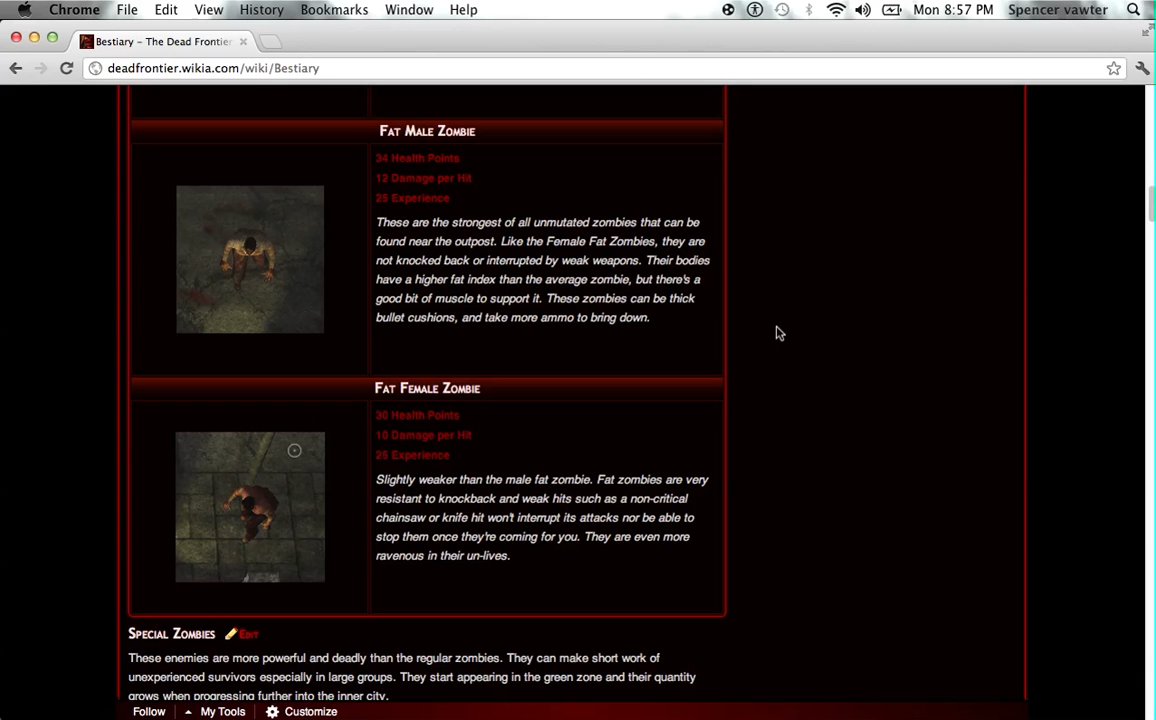 Chrome File Edit View History Bookmarks Window Help Mon 8:57 PM Spencer vawter
Bestiary – The Dead Frontier
deadfrontier.wikia.com/wiki/Bestiary
Fat Male Zombie
34 Health Points
12 Damage per Hit
25 Experience
These are the strongest of all unmutated zombies that can be
found near the outpost. Like the Female Fat Zombies, they are
not knocked back or interrupted by weak weapons. Their bodies
have a higher fat index than the average zombie, but there's a
good bit of muscle to support it. These zombies can be thick
bullet cushions, and take more ammo to bring down.
Fat Female Zombie
30 Health Points
10 Damage per Hit
25 Experience
Slightly weaker than the male fat zombie. Fat zombies are very
resistant to knockback and weak hits such as a non-critical
chainsaw or knife hit won't interrupt its attacks nor be able to
stop them once they're coming for you. They are even more
ravenous in their un-lives.
Special Zombies Edit
These enemies are more powerful and deadly than the regular zombies. They can make short work of
unexperienced survivors especially in large groups. They start appearing in the green zone and their quantity
grows when progressing further into the inner city.
Follow My Tools Customize